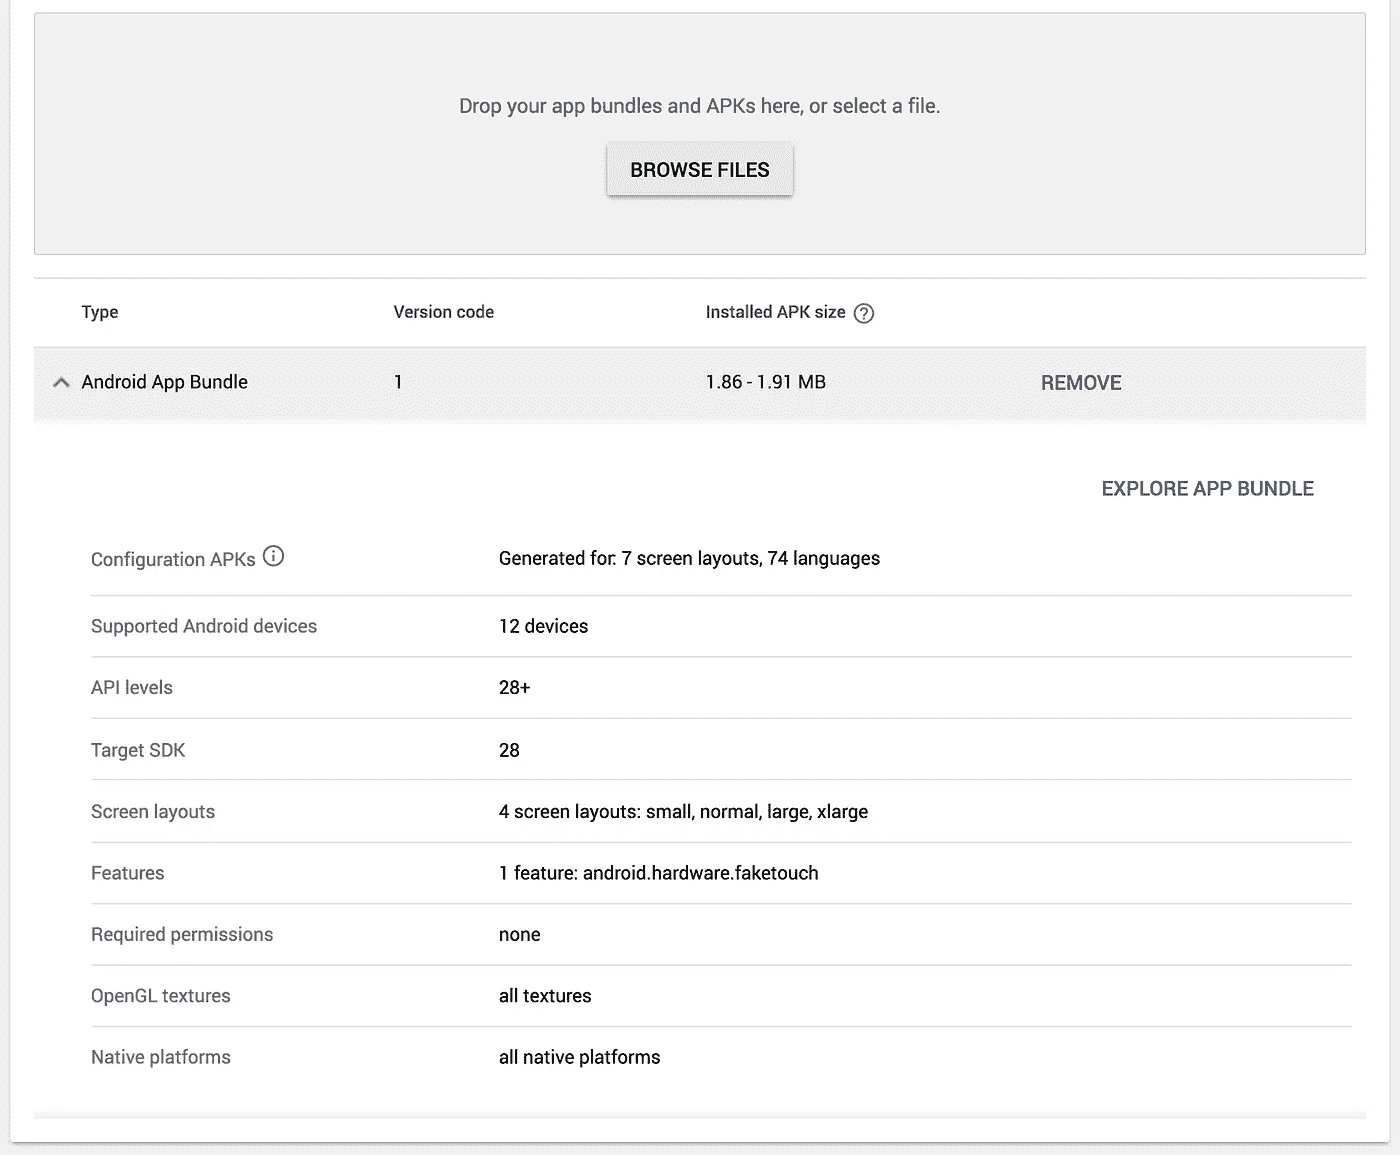 Drop your app bundles and APKs here, or select a file.
BROWSE FILES
Type Version code Installed APK size ?
Android App Bundle 1 1.86 - 1.91 MB REMOVE
EXPLORE APP BUNDLE
Configuration APKs i Generated for: 7 screen layouts, 74 languages
Supported Android devices 12 devices
API levels 28+
Target SDK 28
Screen layouts 4 screen layouts: small, normal, large, xlarge
Features 1 feature: android.hardware.faketouch
Required permissions none
OpenGL textures all textures
Native platforms all native platforms